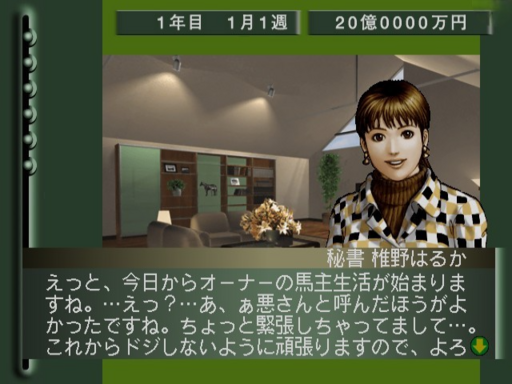 1年目 1月1週
20億0000万円
秘書 椎野はるか
えっと、今日からオーナーの馬主生活が始まりま
すね。…えっ？…あ、ぁ悪さんと呼んだほうがよ
かったですね。ちょっと緊張しちゃってまして…。
これからドジしないように頑張りますので、よろ